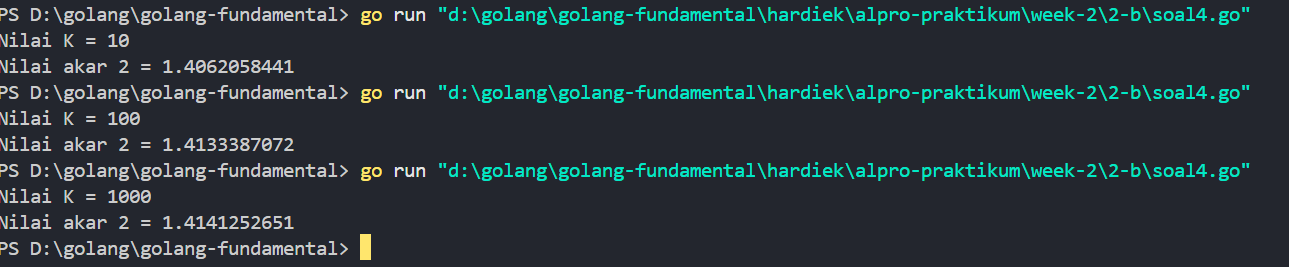 PS D:\golang\golang-fundamental> go run "d:\golang\golang-fundamental\hardiek\alpro-praktikum\week-2\2-b\soal4.go"
Nilai K = 10
Nilai akar 2 = 1.4062058441
PS D:\golang\golang-fundamental> go run "d:\golang\golang-fundamental\hardiek\alpro-praktikum\week-2\2-b\soal4.go"
Nilai K = 100
Nilai akar 2 = 1.4133387072
PS D:\golang\golang-fundamental> go run "d:\golang\golang-fundamental\hardiek\alpro-praktikum\week-2\2-b\soal4.go"
Nilai K = 1000
Nilai akar 2 = 1.4141252651
PS D:\golang\golang-fundamental>